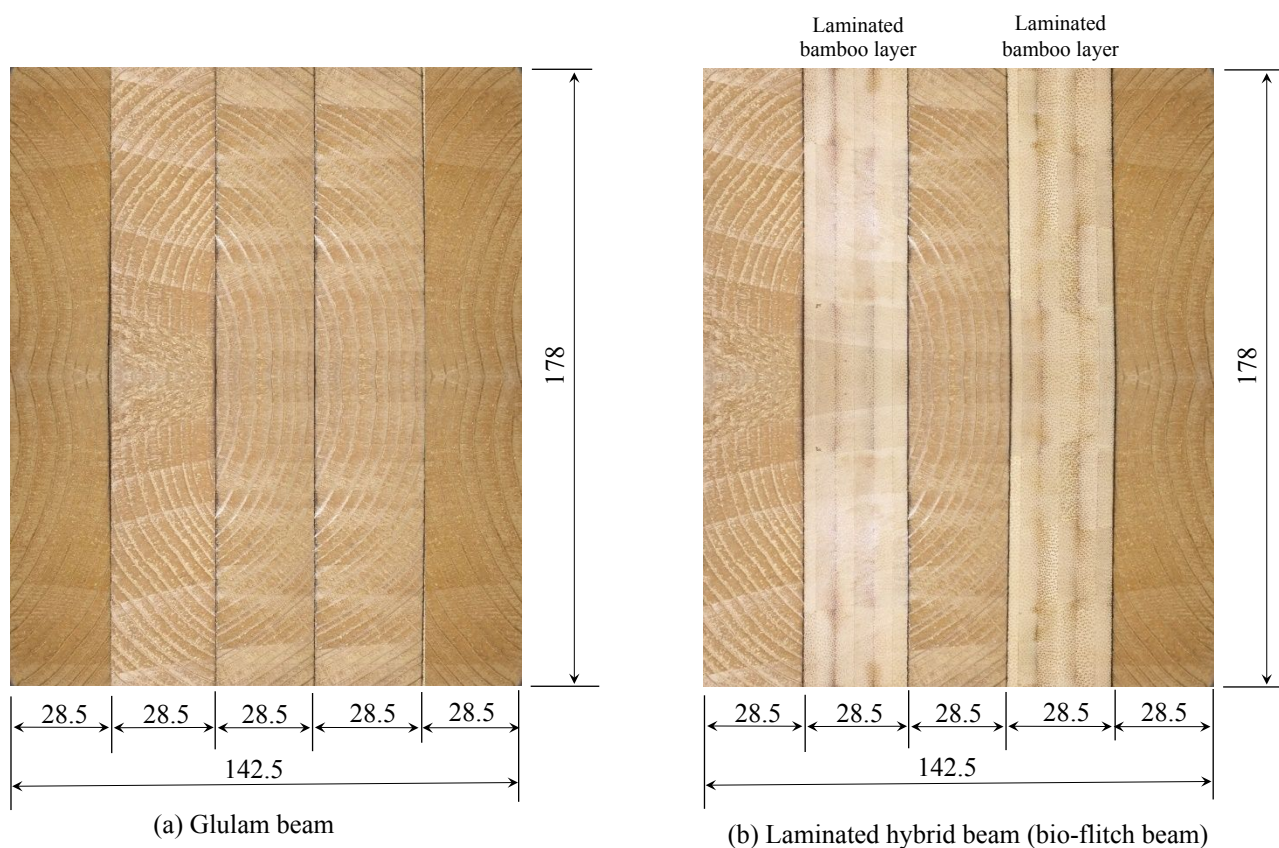 Laminated
bamboo layer
Laminated
bamboo layer
178
178
28.5 28.5 28.5 28.5 28.5
142.5
(a) Glulam beam
28.5 28.5 28.5 28.5 28.5
142.5
(b) Laminated hybrid beam (bio-flitch beam)